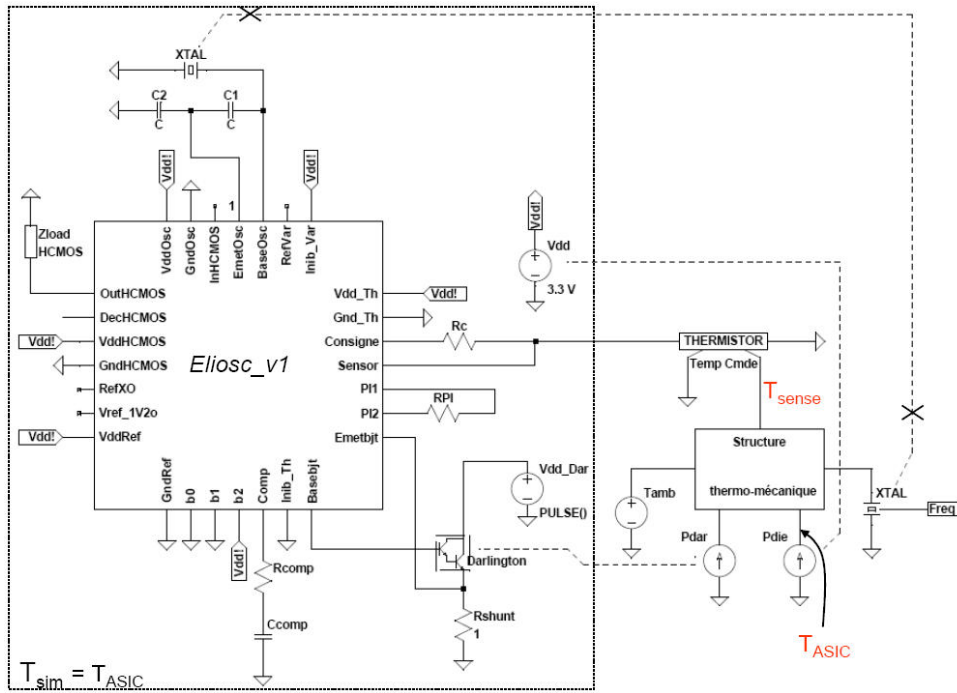 XTAL
C2
C
C1
C
Vdd!
Vdd!
1
Zload
HCMOS
VddOsc
GndOsc
InHCMOS
EmetOsc
BaseOsc
RefVar
Inib_Var
Vdd!
Vdd
3.3 V
OutHCMOS
DecHCMOS
Vdd!
VddHCMOS
GndHCMOS
RefXO
Vref_1V2o
Vdd!
VddRef
Eliosc_v1
Vdd_Th
Vdd!
Gnd_Th
Consigne
Rc
Sensor
PI1
PI2
RPI
Emetbjt
GndRef
b0
b1
b2
Comp
Inib_Th
Basebjt
Vdd!
Rcomp
Ccomp
Vdd_Dar
PULSE()
Darlington
Rshunt
1
THERMISTOR
Temp Cmde
Tsense
Structure
thermo-mécanique
Tamb
XTAL
Freq
Pdar
Pdie
TASIC
Tsim = TASIC